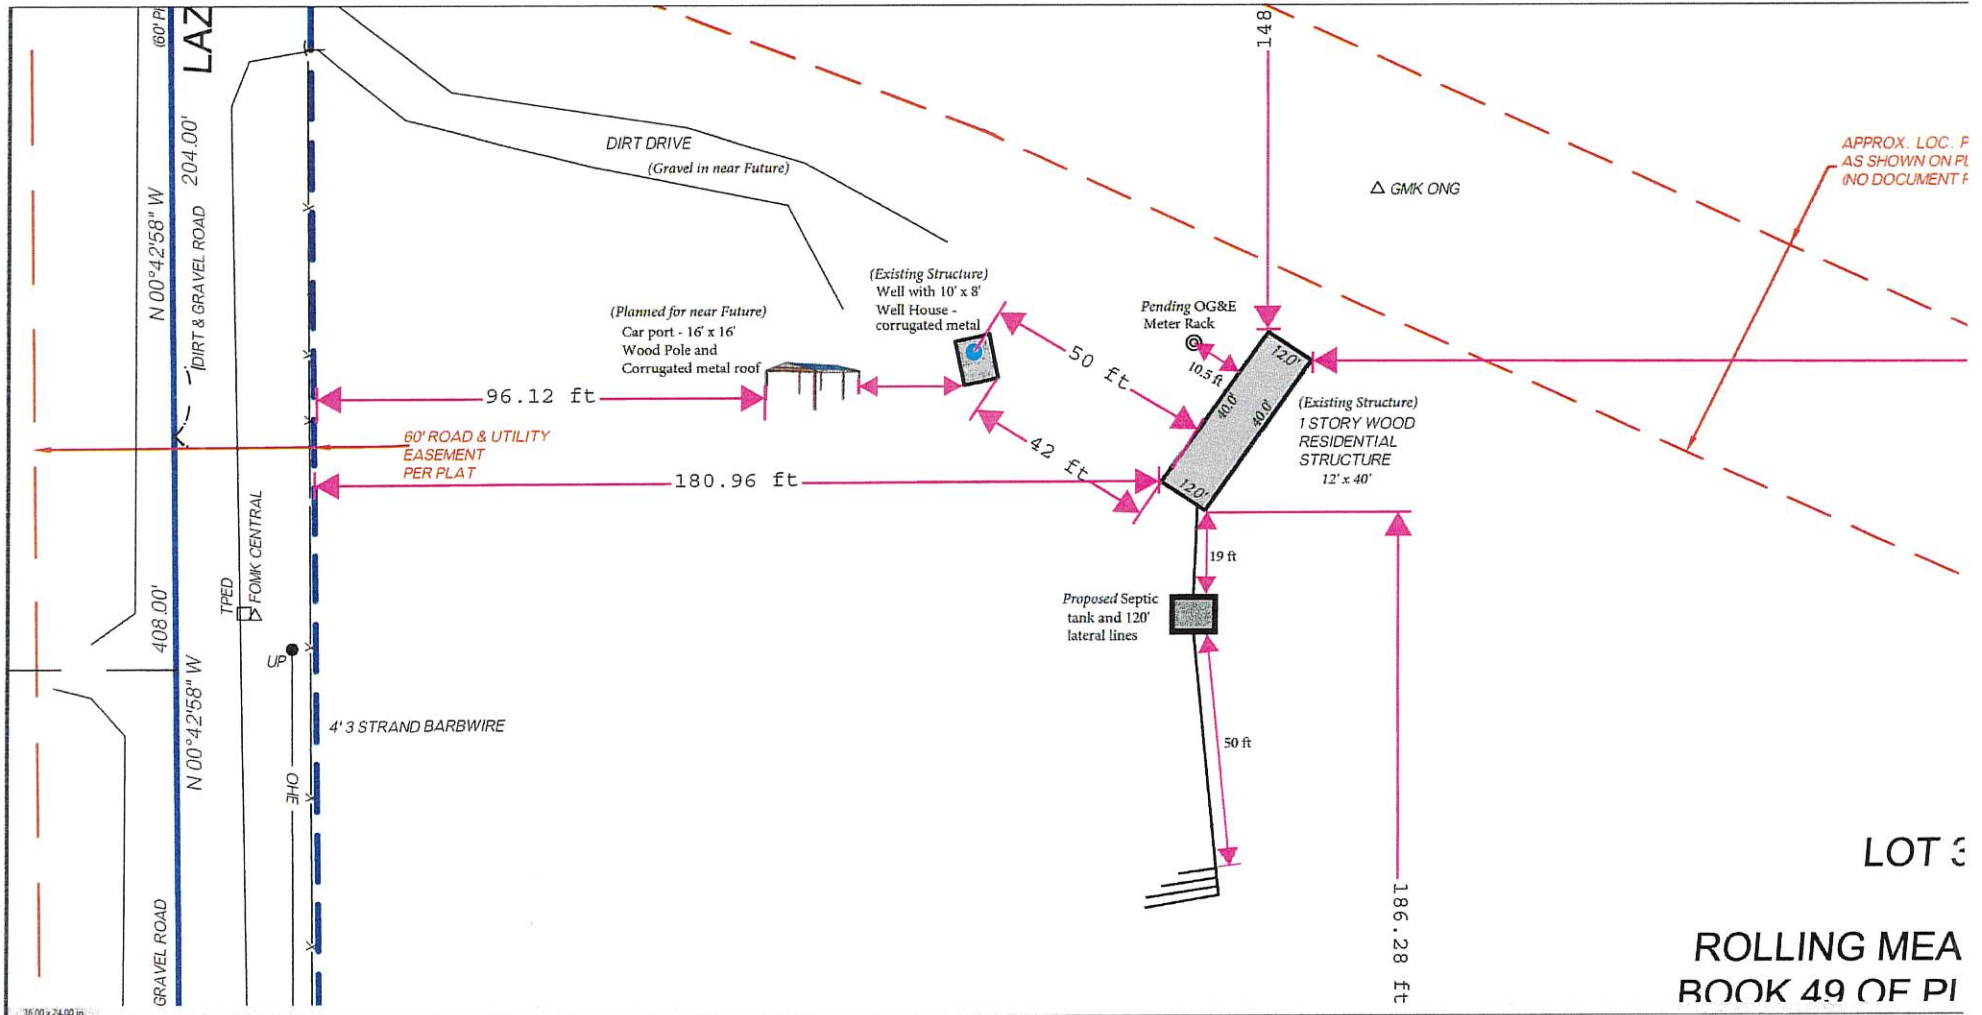 (60' P
LAZ
148
204.00'
N 00°42'58" W
(DIRT & GRAVEL ROAD
DIRT DRIVE
(Gravel in near Future)
APPROX. LOC. P
AS SHOWN ON PL
(NO DOCUMENT F
GMK ONG
(Existing Structure)
Well with 10' x 8'
Well House -
corrugated metal
(Planned for near Future)
Car port - 16' x 16'
Wood Pole and
Corrugated metal roof
Pending OG&E
Meter Rack
10.5 ft
12.0'
40.0'
40.0'
12.0'
50 ft
42 ft
96.12 ft
(Existing Structure)
1 STORY WOOD
RESIDENTIAL
STRUCTURE
12' x 40'
60' ROAD & UTILITY
EASEMENT
PER PLAT
180.96 ft
19 ft
TPED
FOMK CENTRAL
Proposed Septic
tank and 120'
lateral lines
408.00'
N 00°42'58" W
UP
OHE
4' 3 STRAND BARBWIRE
50 ft
186.28 ft
GRAVEL ROAD
LOT 3
ROLLING MEA
BOOK 49 OF PL
36.00 x 24.00 in